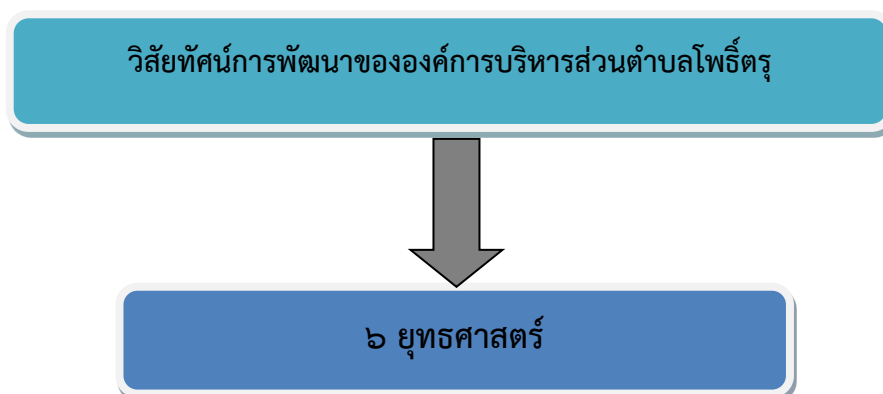 วิสัยทัศน์การพัฒนาขององค์การบริหารส่วนตำบลโพธิ์ตรุ
๖ ยุทธศาสตร์